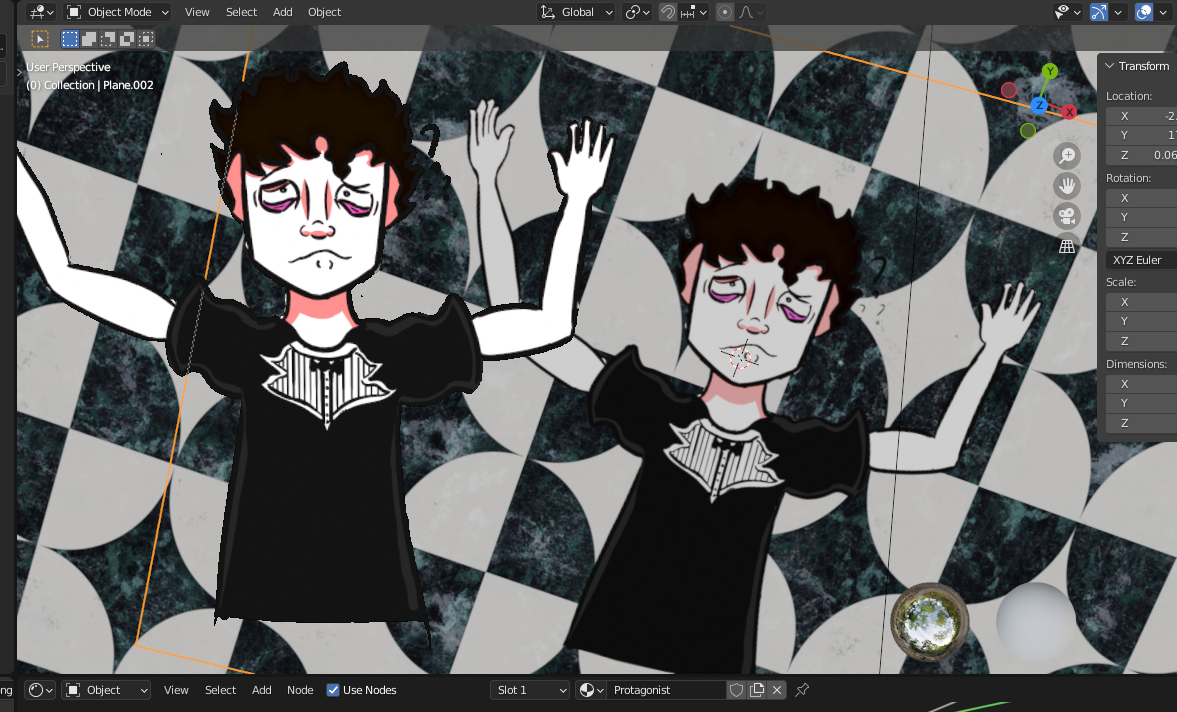 Object Mode View Select Add Object Global
User Perspective
(0) Collection | Plane.002
Y
Z X
Transform
Location:
X -2.
Y 1
Z 0.06
Rotation:
X
Y
Z
XYZ Euler
Scale:
X
Y
Z
Dimensions:
X
Y
Z
?
?
? ?
ng Object View Select Add Node Use Nodes Slot 1 Protagonist